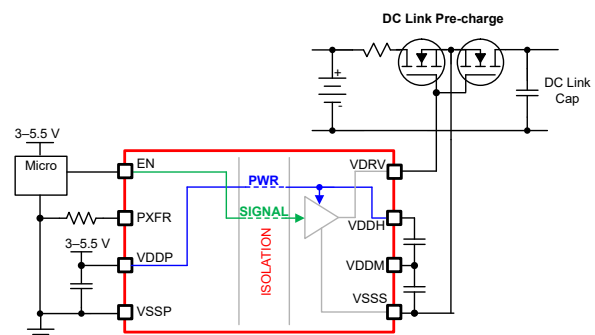 DC Link Pre-charge
+
-
DC Link
Cap
3–5.5 V
Micro
EN
VDRV
PWR
SIGNAL
PXFR
VDDH
3–5.5 V
ISOLATION
VDDP
VDDM
VSSP
VSSS